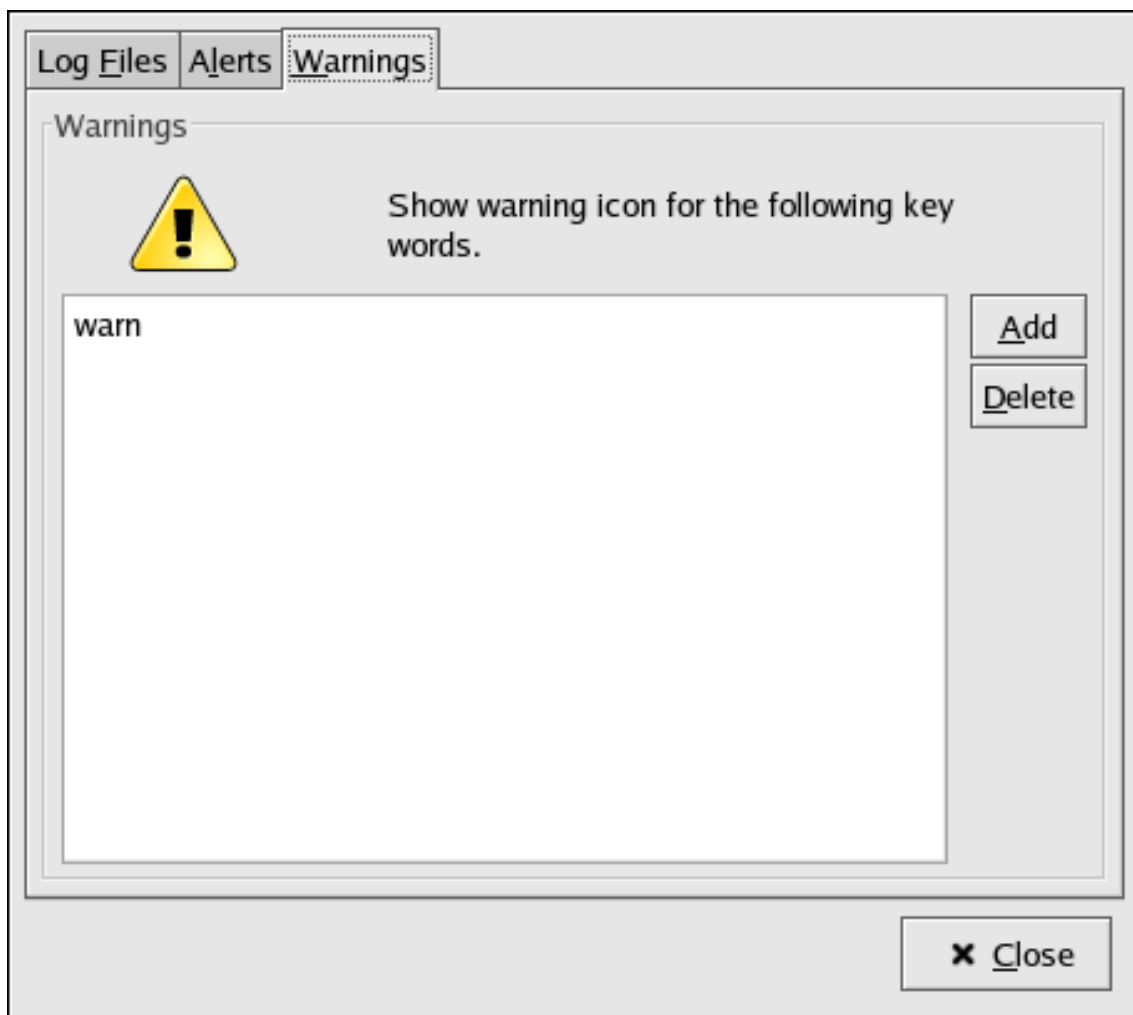 Log Files Alerts Warnings
Warnings
Show warning icon for the following key
words.
warn
Add
Delete
Close